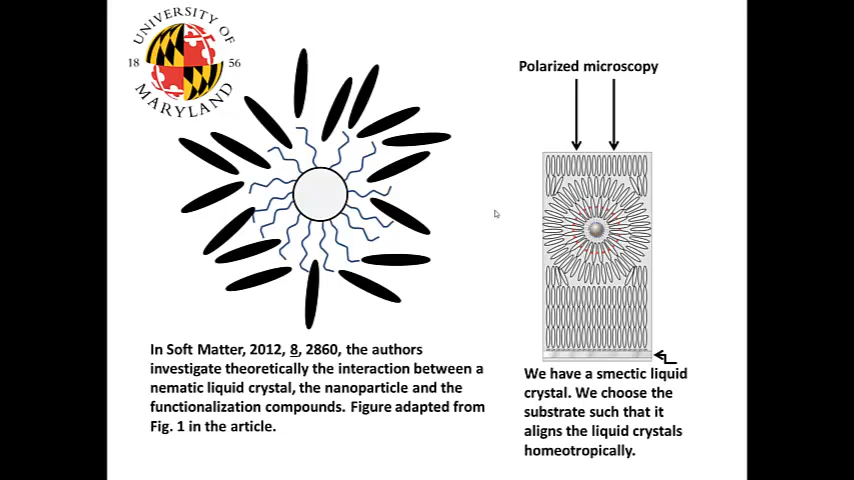 UNIVERSITY OF
18 56
MARYLAND
Polarized microscopy
In Soft Matter, 2012, 8, 2860, the authors
investigate theoretically the interaction between a
nematic liquid crystal, the nanoparticle and the
functionalization compounds. Figure adapted from
Fig. 1 in the article.
We have a smectic liquid
crystal. We choose the
substrate such that it
aligns the liquid crystals
homeotropically.